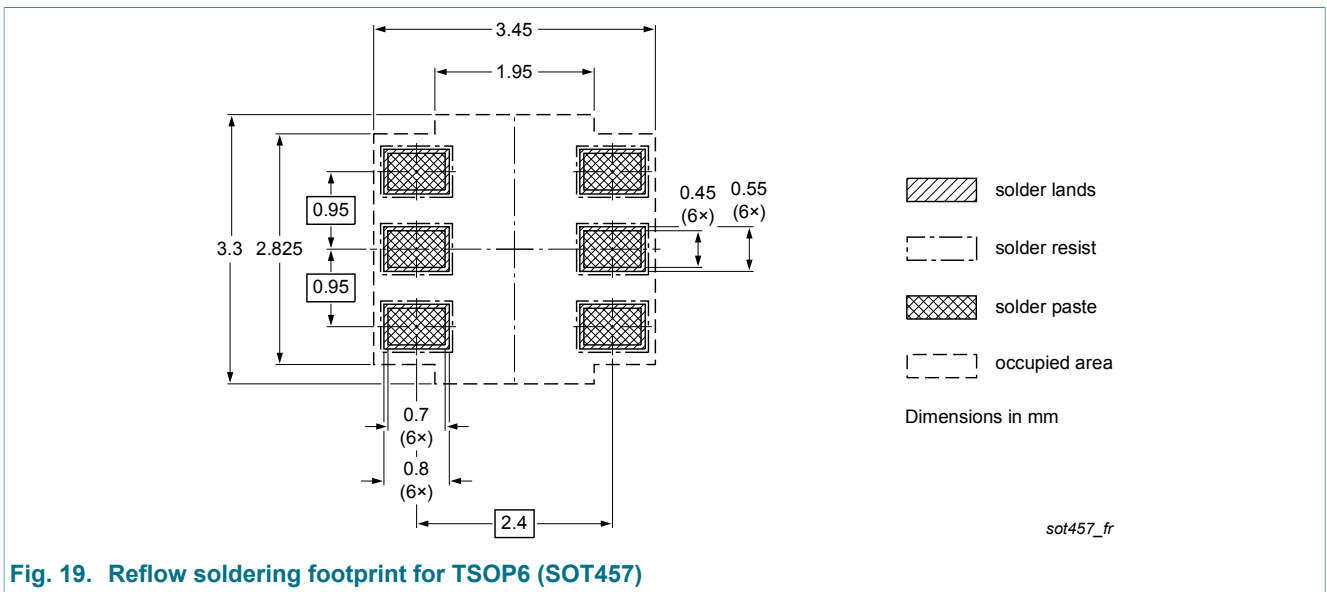 3.45
1.95
0.95
0.45
(6×)
0.55
(6×)
3.3
2.825
0.95
0.7
(6×)
0.8
(6×)
2.4
solder lands
solder resist
solder paste
occupied area
Dimensions in mm
sot457_fr
Fig. 19. Reflow soldering footprint for TSOP6 (SOT457)